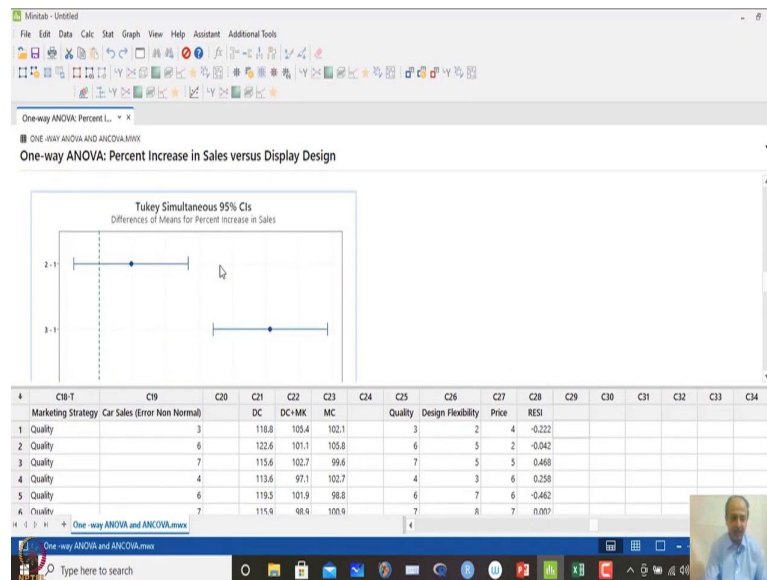 Minitab - Untitled
File Edit Data Calc Stat Graph View Help Assistant Additional Tools
One-way ANOVA: Percent I...
ONE -WAY ANOVA AND ANCOVA.MWX
One-way ANOVA: Percent Increase in Sales versus Display Design
Tukey Simultaneous 95% CIs
Differences of Means for Percent Increase in Sales
2 - 1
3 - 1
C18-T C19 C20 C21 C22 C23 C24 C25 C26 C27 C28 C29 C30 C31 C32 C33 C34
Marketing Strategy Car Sales (Error Non Normal) DC DC+MK MC Quality Design Flexibility Price RESI
1 Quality 3 118.8 105.4 102.1 3 2 4 -0.222
2 Quality 6 122.6 101.1 105.8 6 5 2 -0.042
3 Quality 7 115.6 102.7 99.6 7 5 5 0.468
4 Quality 4 113.6 97.1 102.7 4 3 6 0.258
5 Quality 6 119.5 101.9 98.8 6 7 6 -0.462
6 Quality 7 115.9 98.9 100.9 7 8 7 0.002
One -way ANOVA and ANCOVA.mwx
One -way ANOVA and ANCOVA.mwx
Type here to search
NPTEL